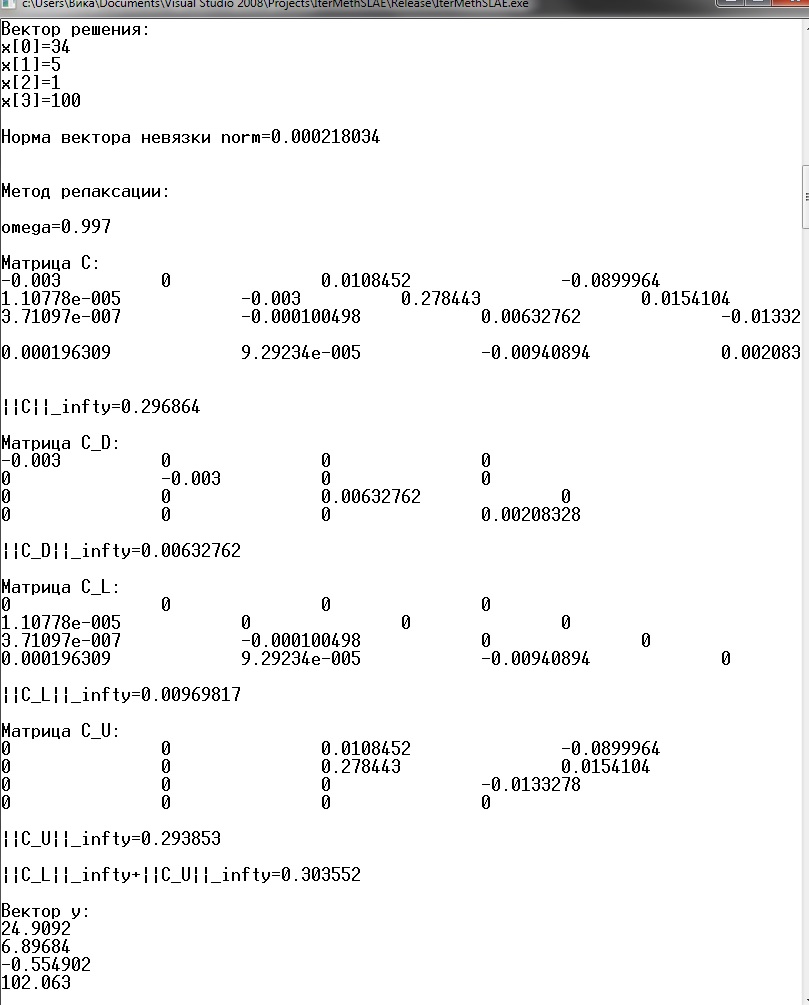 c:\Users\Вика\Documents\Visual Studio 2008\Projects\IterMethSLAE\Release\IterMethSLAE.exe
Вектор решения:
x[0]=34
x[1]=5
x[2]=1
x[3]=100
Норма вектора невязки norm=0.000218034
Метод релаксации:
omega=0.997
Матрица C:
-0.003 0 0.0108452 -0.0899964
1.10778e-005 -0.003 0.278443 0.0154104
3.71097e-007 -0.000100498 0.00632762 -0.01332
0.000196309 9.29234e-005 -0.00940894 0.002083
||C||_infty=0.296864
Матрица C_D:
-0.003 0 0 0
0 -0.003 0 0
0 0 0.00632762 0
0 0 0 0.00208328
||C_D||_infty=0.00632762
Матрица C_L:
0 0 0 0
1.10778e-005 0 0 0
3.71097e-007 -0.000100498 0 0
0.000196309 9.29234e-005 -0.00940894 0
||C_L||_infty=0.00969817
Матрица C_U:
0 0 0.0108452 -0.0899964
0 0 0.278443 0.0154104
0 0 0 -0.0133278
0 0 0 0
||C_U||_infty=0.293853
||C_L||_infty+||C_U||_infty=0.303552
Вектор y:
24.9092
6.89684
-0.554902
102.063